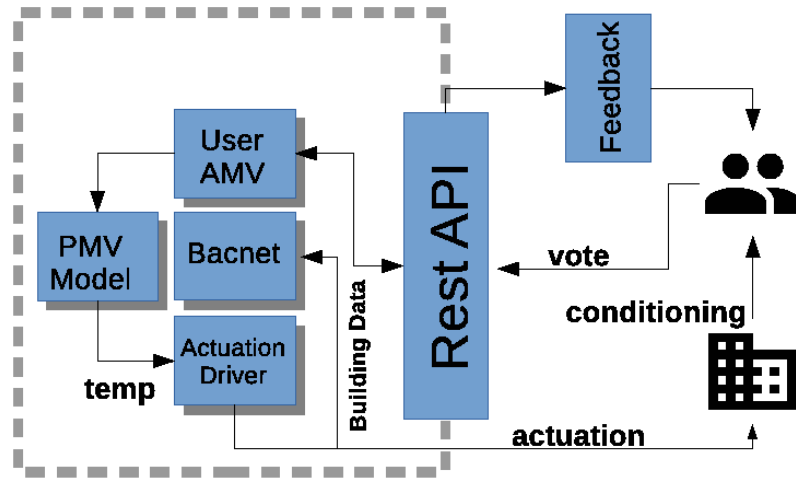 Feedback
User
AMV
PMV
Model
Bacnet
Actuation
Driver
temp
Building Data
Rest API
vote
conditioning
actuation